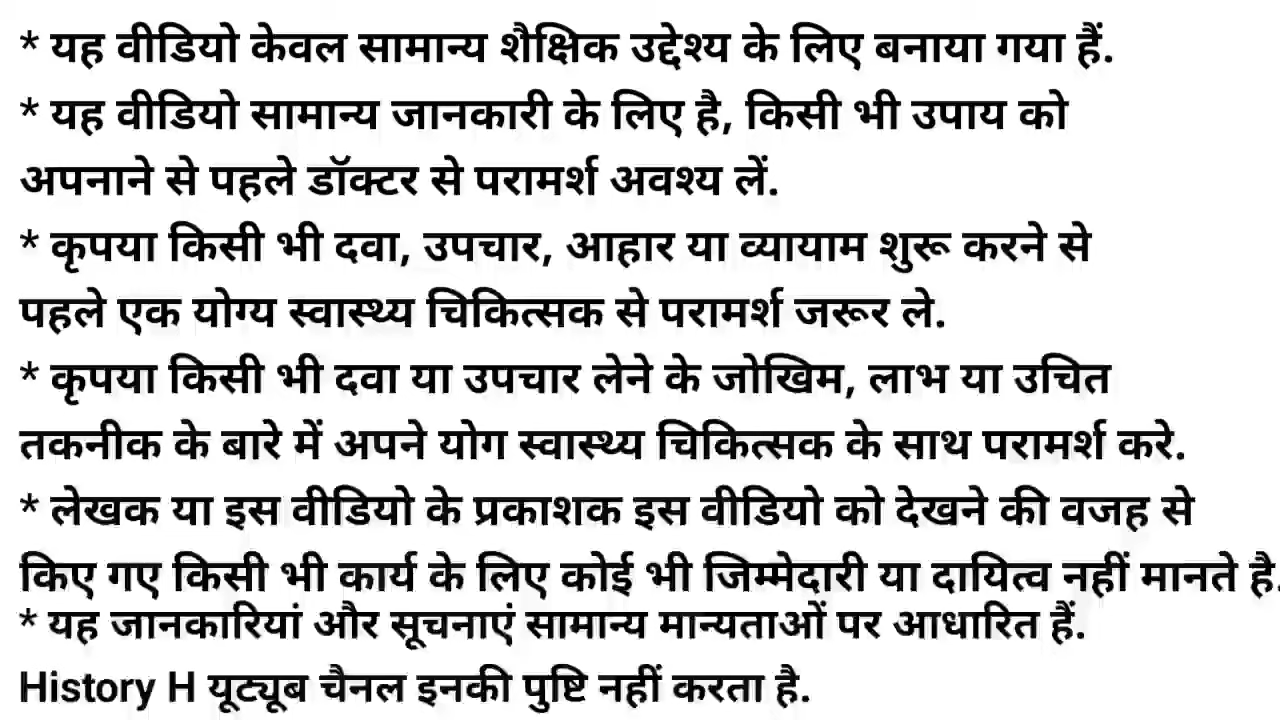 * यह वीडियो केवल सामान्य शैक्षिक उद्देश्य के लिए बनाया गया हैं.
* यह वीडियो सामान्य जानकारी के लिए है, किसी भी उपाय को
अपनाने से पहले डॉक्टर से परामर्श अवश्य लें.
* कृपया किसी भी दवा, उपचार, आहार या व्यायाम शुरू करने से
पहले एक योग्य स्वास्थ्य चिकित्सक से परामर्श जरूर ले.
* कृपया किसी भी दवा या उपचार लेने के जोखिम, लाभ या उचित
तकनीक के बारे में अपने योग स्वास्थ्य चिकित्सक के साथ परामर्श करे.
* लेखक या इस वीडियो के प्रकाशक इस वीडियो को देखने की वजह से
किए गए किसी भी कार्य के लिए कोई भी जिम्मेदारी या दायित्व नहीं मानते है.
* यह जानकारियां और सूचनाएं सामान्य मान्यताओं पर आधारित हैं.
History H यूट्यूब चैनल इनकी पुष्टि नहीं करता है.